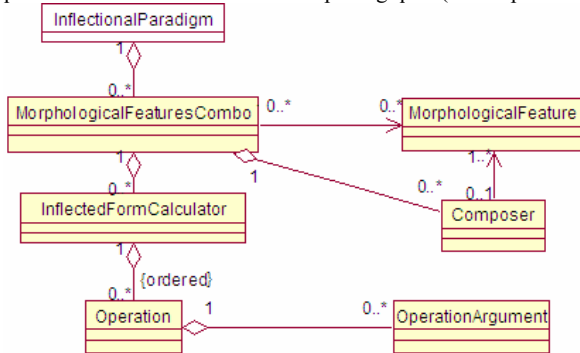 InflectionalParadigm
1
0..*
MorphologicalFeaturesCombo
0..*
0..*
MorphologicalFeature
1
1
1..*
0..*
0..*
0..1
InflectedFormCalculator
Composer
1
{ordered}
0..*
Operation
1
0..*
OperationArgument